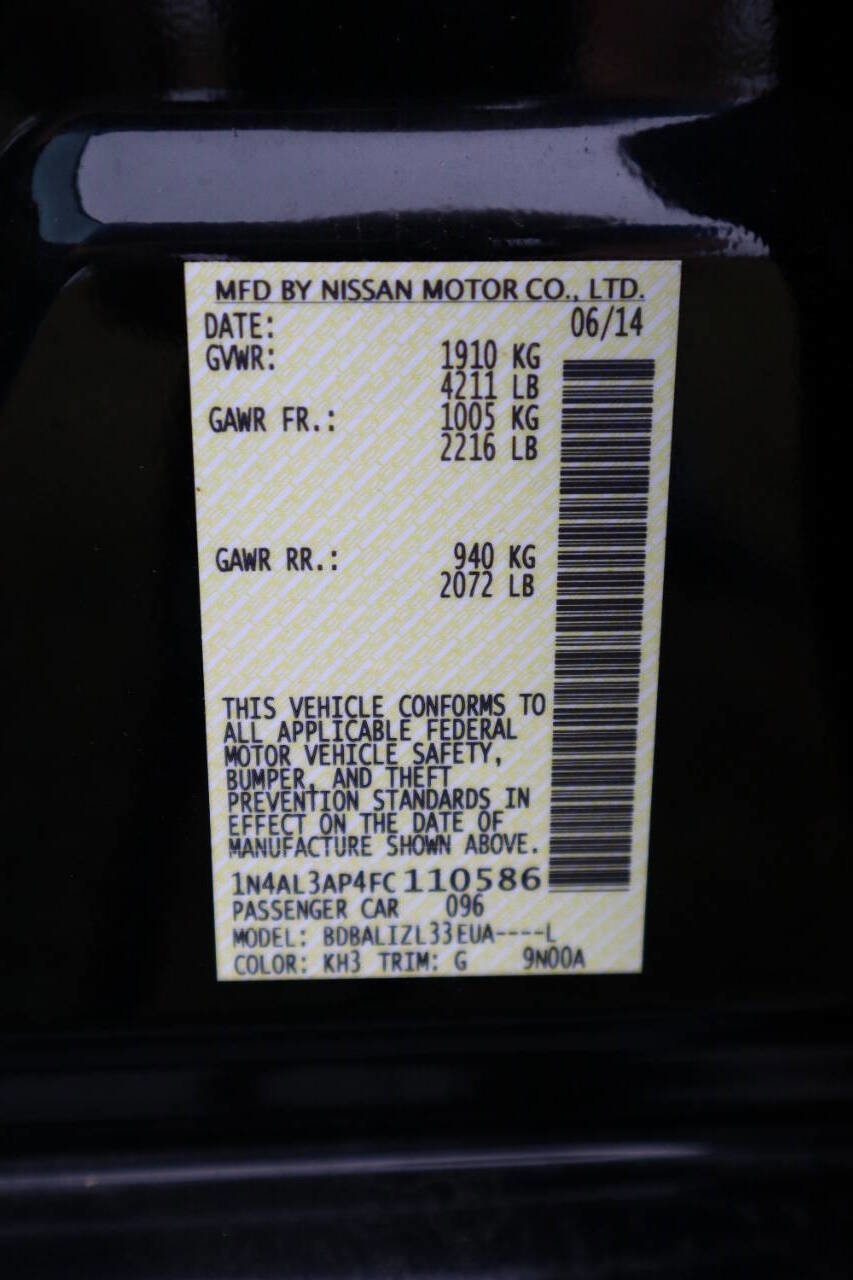 MFD BY NISSAN MOTOR CO., LTD.
DATE: 06/14
GVWR: 1910 KG
4211 LB
GAWR FR.: 1005 KG
2216 LB
GAWR RR.: 940 KG
2072 LB
THIS VEHICLE CONFORMS TO
ALL APPLICABLE FEDERAL
MOTOR VEHICLE SAFETY,
BUMPER, AND THEFT
PREVENTION STANDARDS IN
EFFECT ON THE DATE OF
MANUFACTURE SHOWN ABOVE.
1N4AL3AP4FC110586
PASSENGER CAR 096
MODEL: BDBALIZL33EUA----L
COLOR: KH3 TRIM: G 9N00A